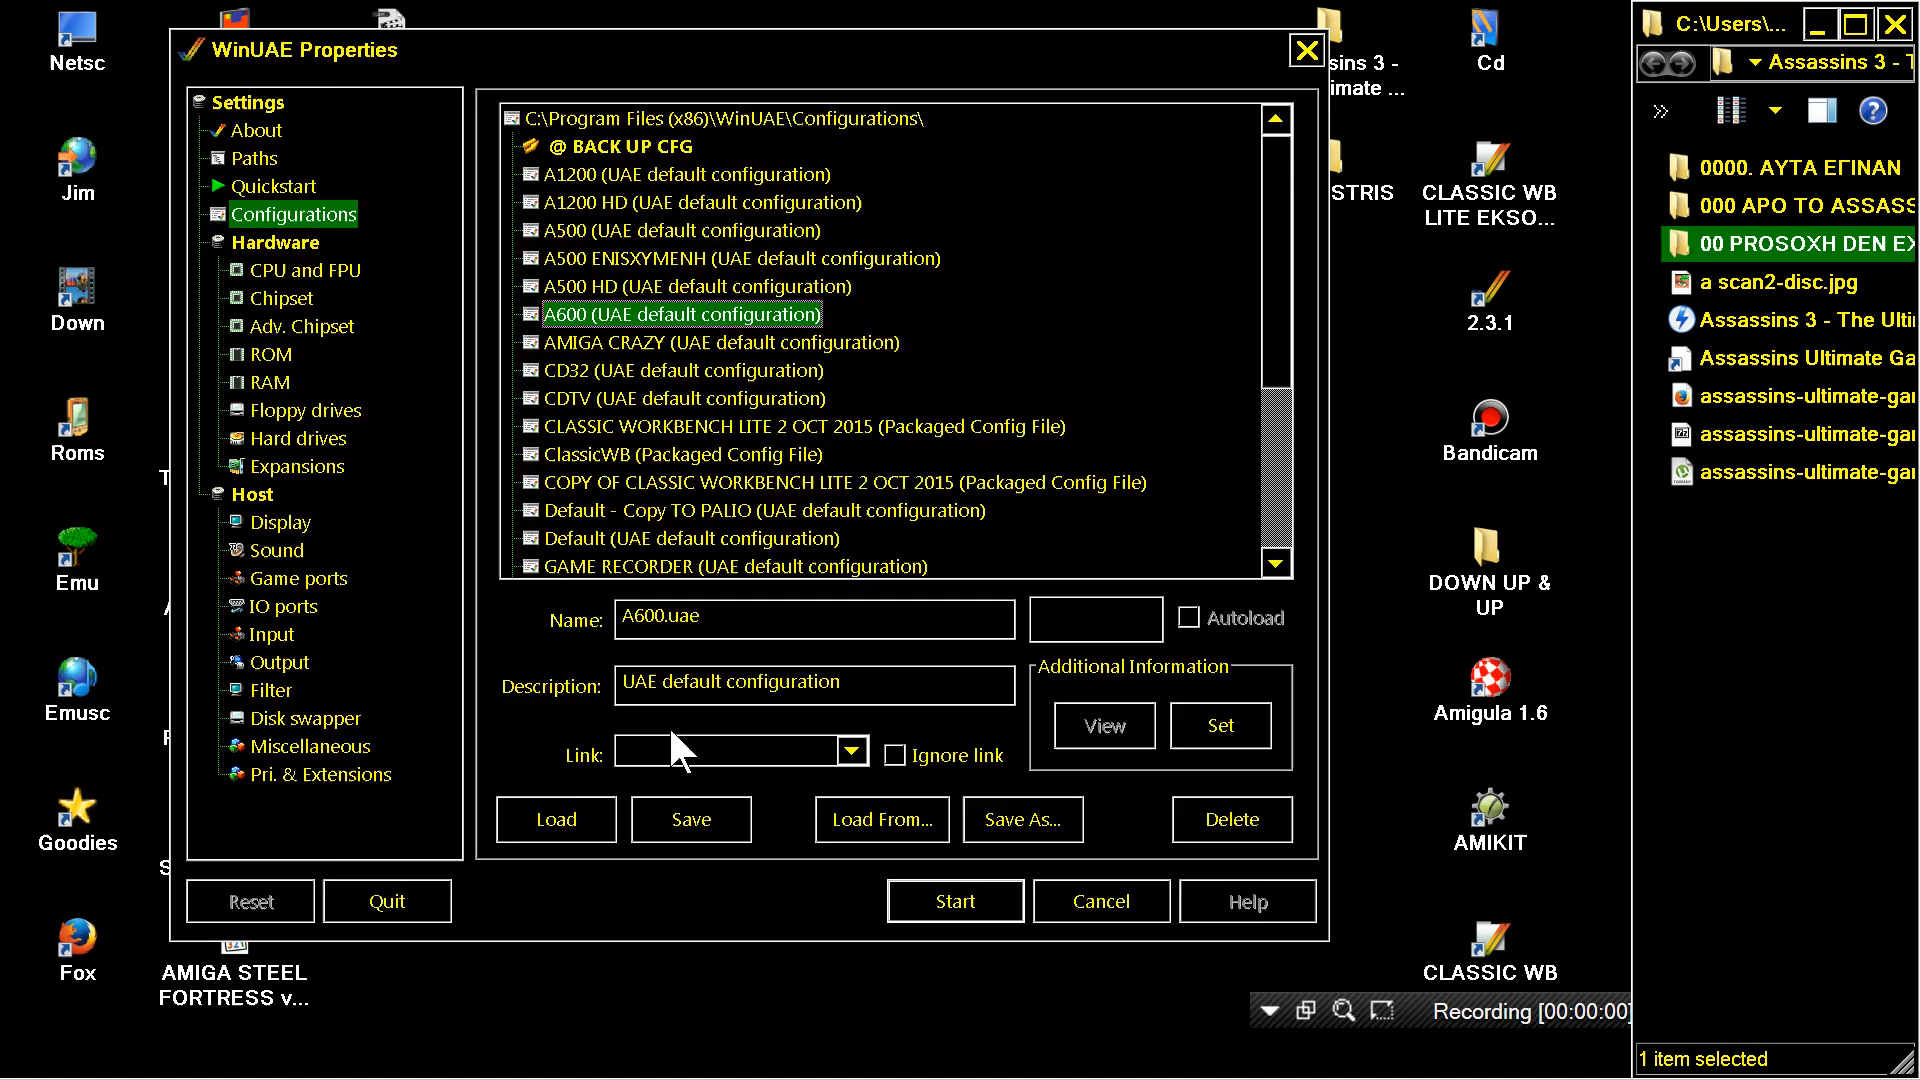 Netsc
Jim
Down
Roms
Emu
Emusc
Goodies
Fox
AMIGA STEEL
FORTRESS v...
WinUAE Properties
Settings
About
Paths
Quickstart
Configurations
Hardware
CPU and FPU
Chipset
Adv. Chipset
ROM
RAM
Floppy drives
Hard drives
Expansions
Host
Display
Sound
Game ports
IO ports
Input
Output
Filter
Disk swapper
Miscellaneous
Pri. & Extensions
C:\Program Files (x86)\WinUAE\Configurations\
@ BACK UP CFG
A1200 (UAE default configuration)
A1200 HD (UAE default configuration)
A500 (UAE default configuration)
A500 ENISXYMENH (UAE default configuration)
A500 HD (UAE default configuration)
A600 (UAE default configuration)
AMIGA CRAZY (UAE default configuration)
CD32 (UAE default configuration)
CDTV (UAE default configuration)
CLASSIC WORKBENCH LITE 2 OCT 2015 (Packaged Config File)
ClassicWB (Packaged Config File)
COPY OF CLASSIC WORKBENCH LITE 2 OCT 2015 (Packaged Config File)
Default - Copy TO PALIO (UAE default configuration)
Default (UAE default configuration)
GAME RECORDER (UAE default configuration)
Name: A600.uae
Autoload
Description: UAE default configuration
Additional Information
View Set
Link:
Ignore link
Load Save Load From... Save As... Delete
Reset Quit Start Cancel Help
sins 3 -
imate ...
STRIS
Cd
CLASSIC WB
LITE EKSO...
2.3.1
Bandicam
DOWN UP &
UP
Amigula 1.6
AMIKIT
CLASSIC WB
Recording [00:00:00]
C:\Users\...
Assassins 3 - T
0000. AYTA EΓINAN
000 APO TO ASSASS
00 PROSOXH DEN EX
a scan2-disc.jpg
Assassins 3 - The Ulti
Assassins Ultimate Ga
assassins-ultimate-ga
assassins-ultimate-ga
assassins-ultimate-ga
1 item selected